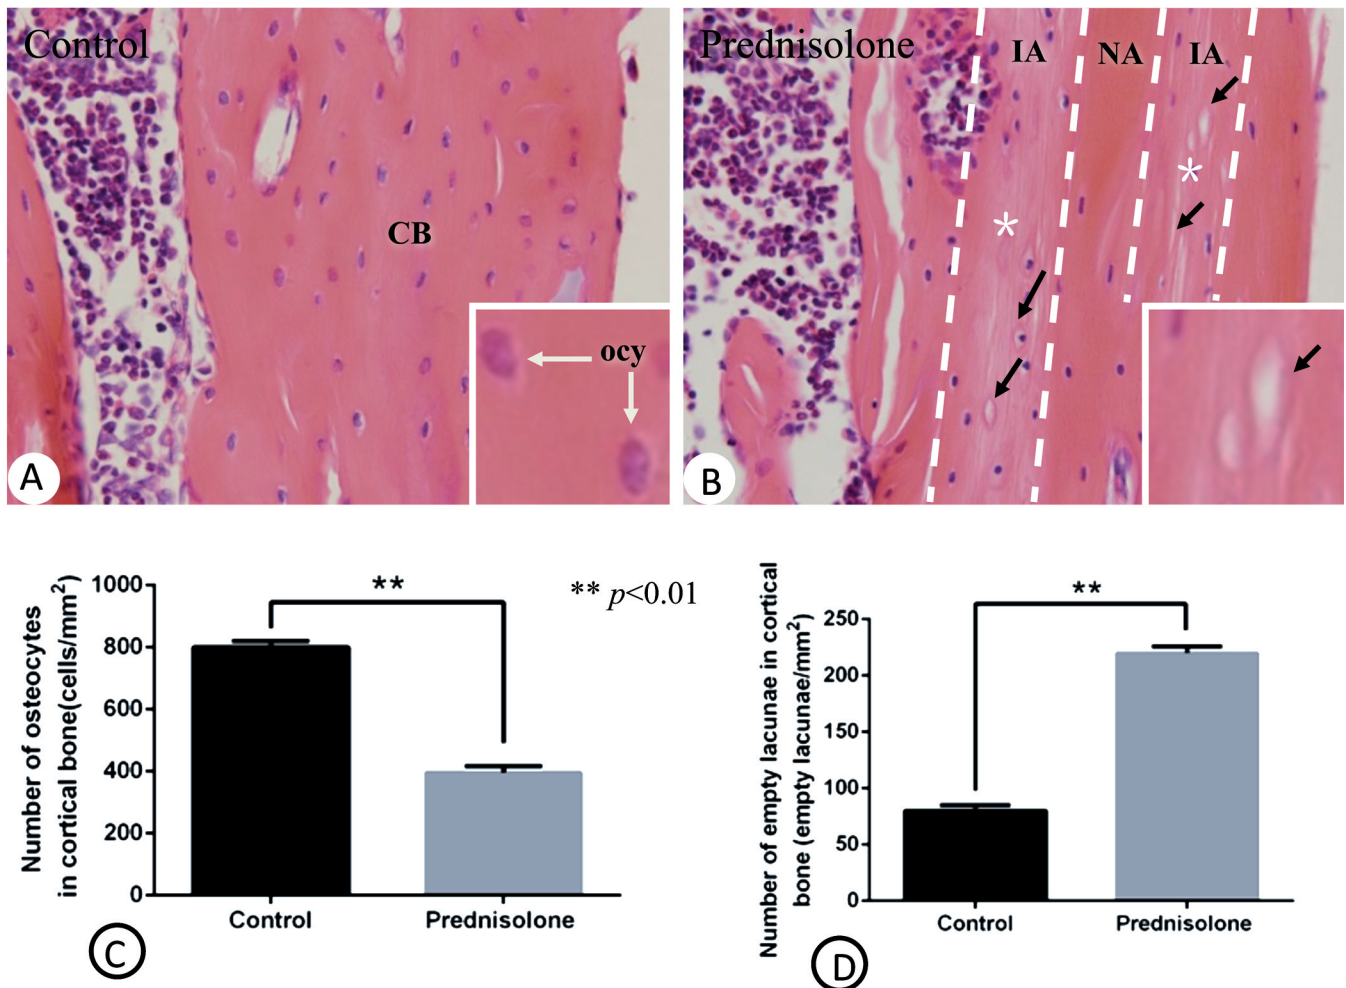 Control
CB
ocy
A
Prednisolone
IA
NA
IA
*
*
B
Number of osteocytes
in cortical bone(cells/mm²)
1000
800
600
400
200
0
**
** p<0.01
Control
Prednisolone
C
Number of empty lacunae in cortical
bone (empty lacunae/mm²)
250
200
150
100
50
0
**
Control
Prednisolone
D